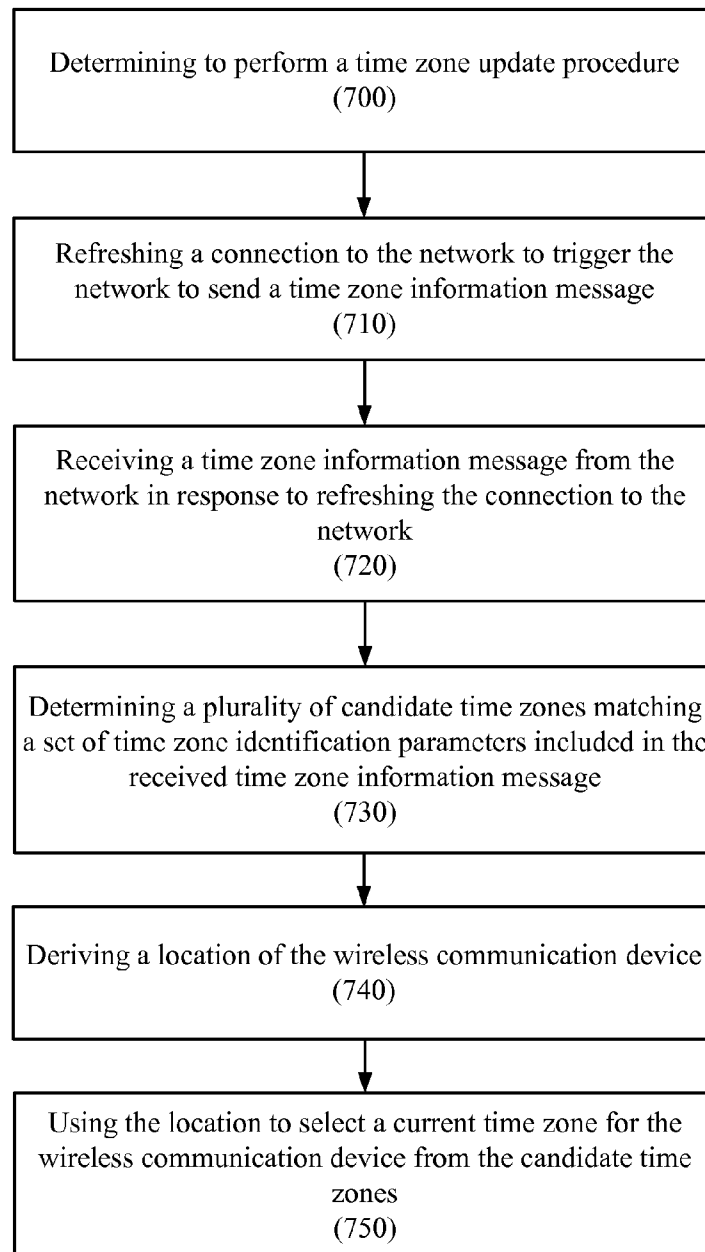 Determining to perform a time zone update procedure
(700)
Refreshing a connection to the network to trigger the
network to send a time zone information message
(710)
Receiving a time zone information message from the
network in response to refreshing the connection to the
network
(720)
Determining a plurality of candidate time zones matching
a set of time zone identification parameters included in the
received time zone information message
(730)
Deriving a location of the wireless communication device
(740)
Using the location to select a current time zone for the
wireless communication device from the candidate time
zones
(750)